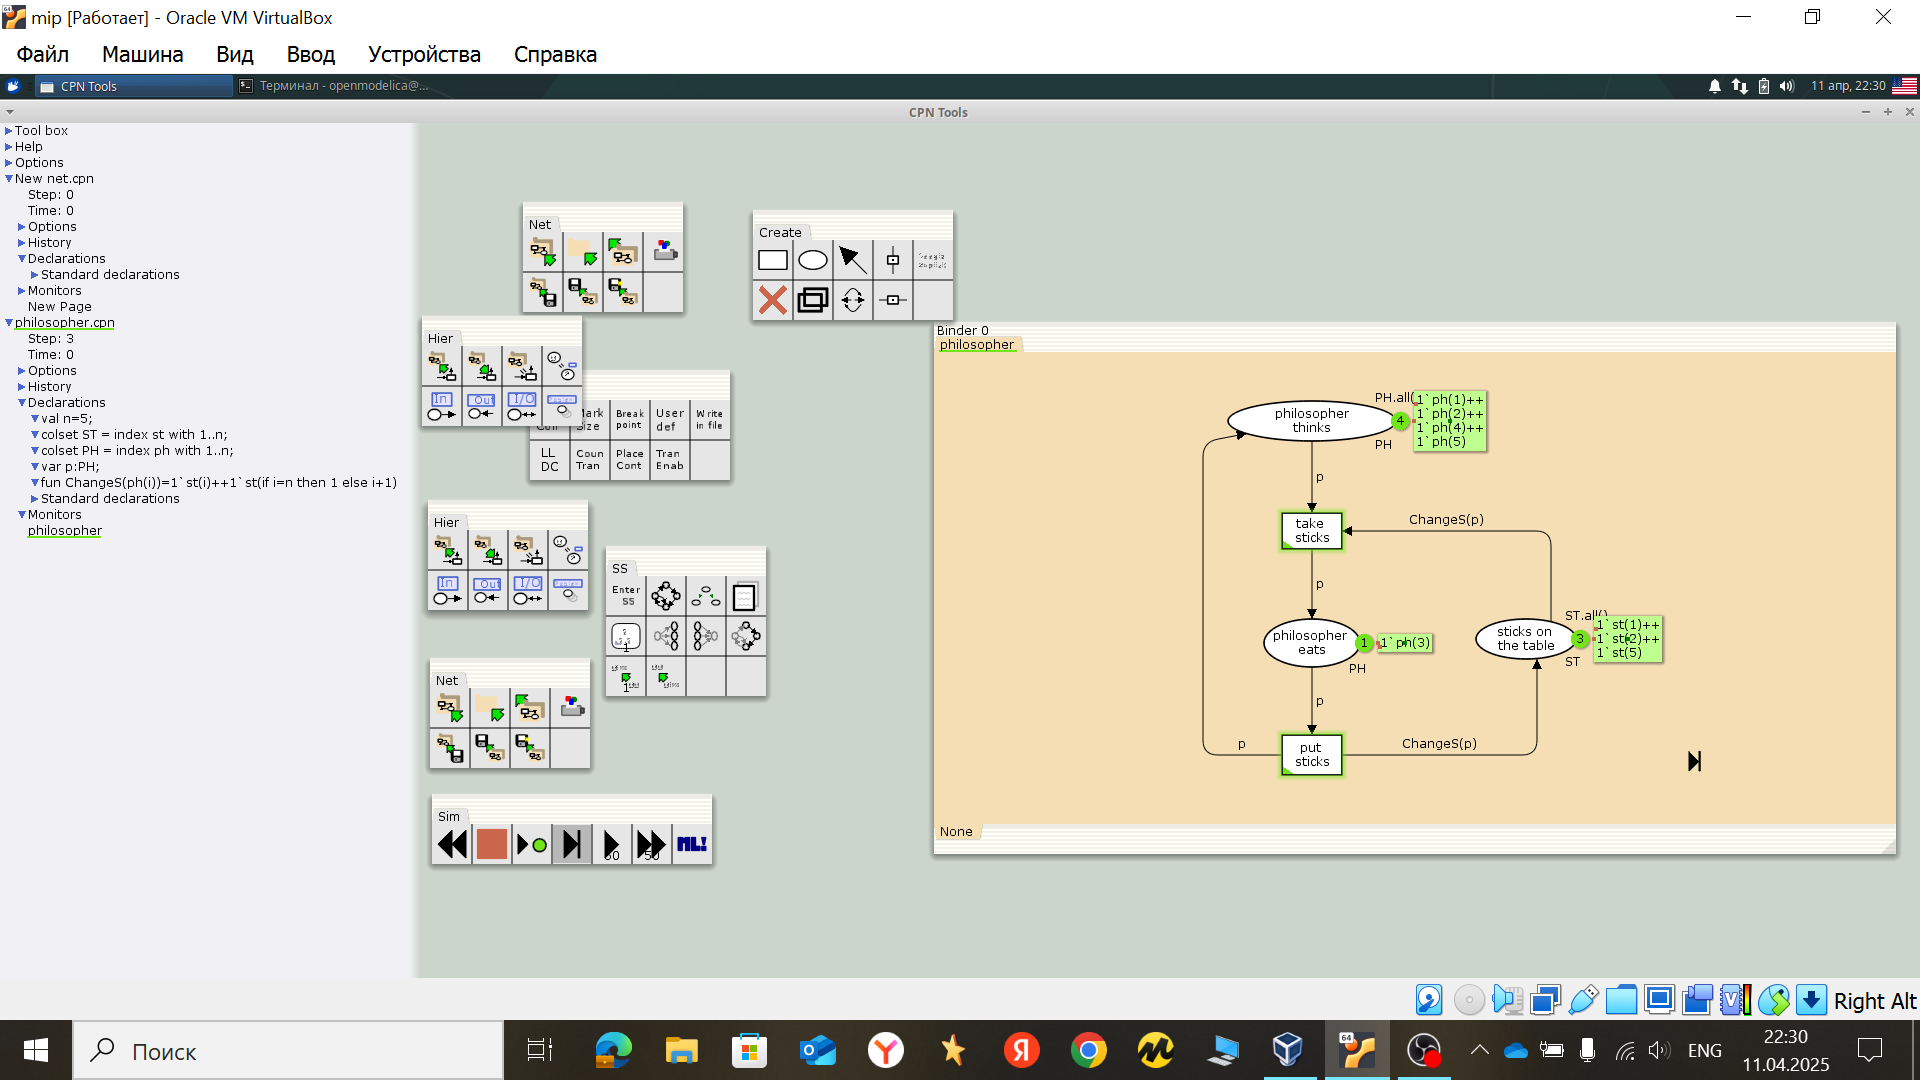 mip [Работает] - Oracle VM VirtualBox
Файл Машина Вид Ввод Устройства Справка
CPN Tools
Терминал - openmodelica@...
11 апр, 22:30
CPN Tools
Tool box
Help
Options
New net.cpn
Step: 0
Time: 0
Options
History
Declarations
Standard declarations
Monitors
New Page
philosopher.cpn
Step: 3
Time: 0
Options
History
Declarations
val n=5;
colset ST = index st with 1..n;
colset PH = index ph with 1..n;
var p:PH;
fun ChangeS(ph(i))=1`st(i)++1`st(if i=n then 1 else i+1)
Standard declarations
Monitors
philosopher
Net
Create
Hier
In Out I/O
Size
Break point
User def
Write in file
LL DC
Coun Tran
Place Cont
Tran Enab
Hier
In Out I/O
SS
Enter SS
1
1
Net
Sim
50
50
ML!
Binder 0
philosopher
philosopher
thinks
PH.all(
PH
4
1`ph(1)++
1`ph(2)++
1`ph(4)++
1`ph(5)
p
take
sticks
ChangeS(p)
p
philosopher
eats
1
1`ph(3)
PH
sticks on
the table
ST.all()
ST
3
1`st(1)++
1`st(2)++
1`st(5)
p
put
sticks
p
ChangeS(p)
None
Right Alt
Поиск
64
ENG
22:30
11.04.2025